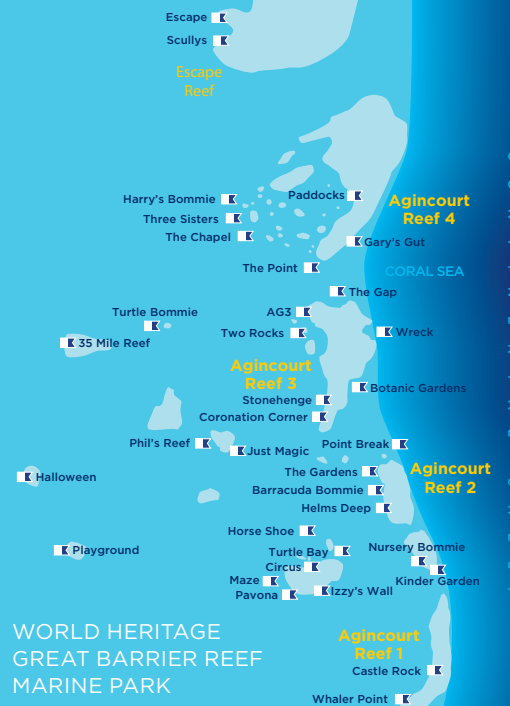 Escape
Scullys
Escape
Reef
Paddocks
Harry's Bommie
Agincourt
Reef 4
Three Sisters
The Chapel
Gary's Gut
The Point
CORAL SEA
The Gap
Turtle Bommie
AG3
Two Rocks
Wreck
35 Mile Reef
Agincourt
Reef 3
Botanic Gardens
Stonehenge
Coronation Corner
Phil's Reef
Just Magic
Point Break
Agincourt
Reef 2
The Gardens
Halloween
Barracuda Bommie
Helms Deep
Horse Shoe
Turtle Bay
Nursery Bommie
Playground
Circus
Kinder Garden
Maze
Izzy's Wall
Pavona
WORLD HERITAGE
GREAT BARRIER REEF
MARINE PARK
Agincourt
Reef 1
Castle Rock
Whaler Point